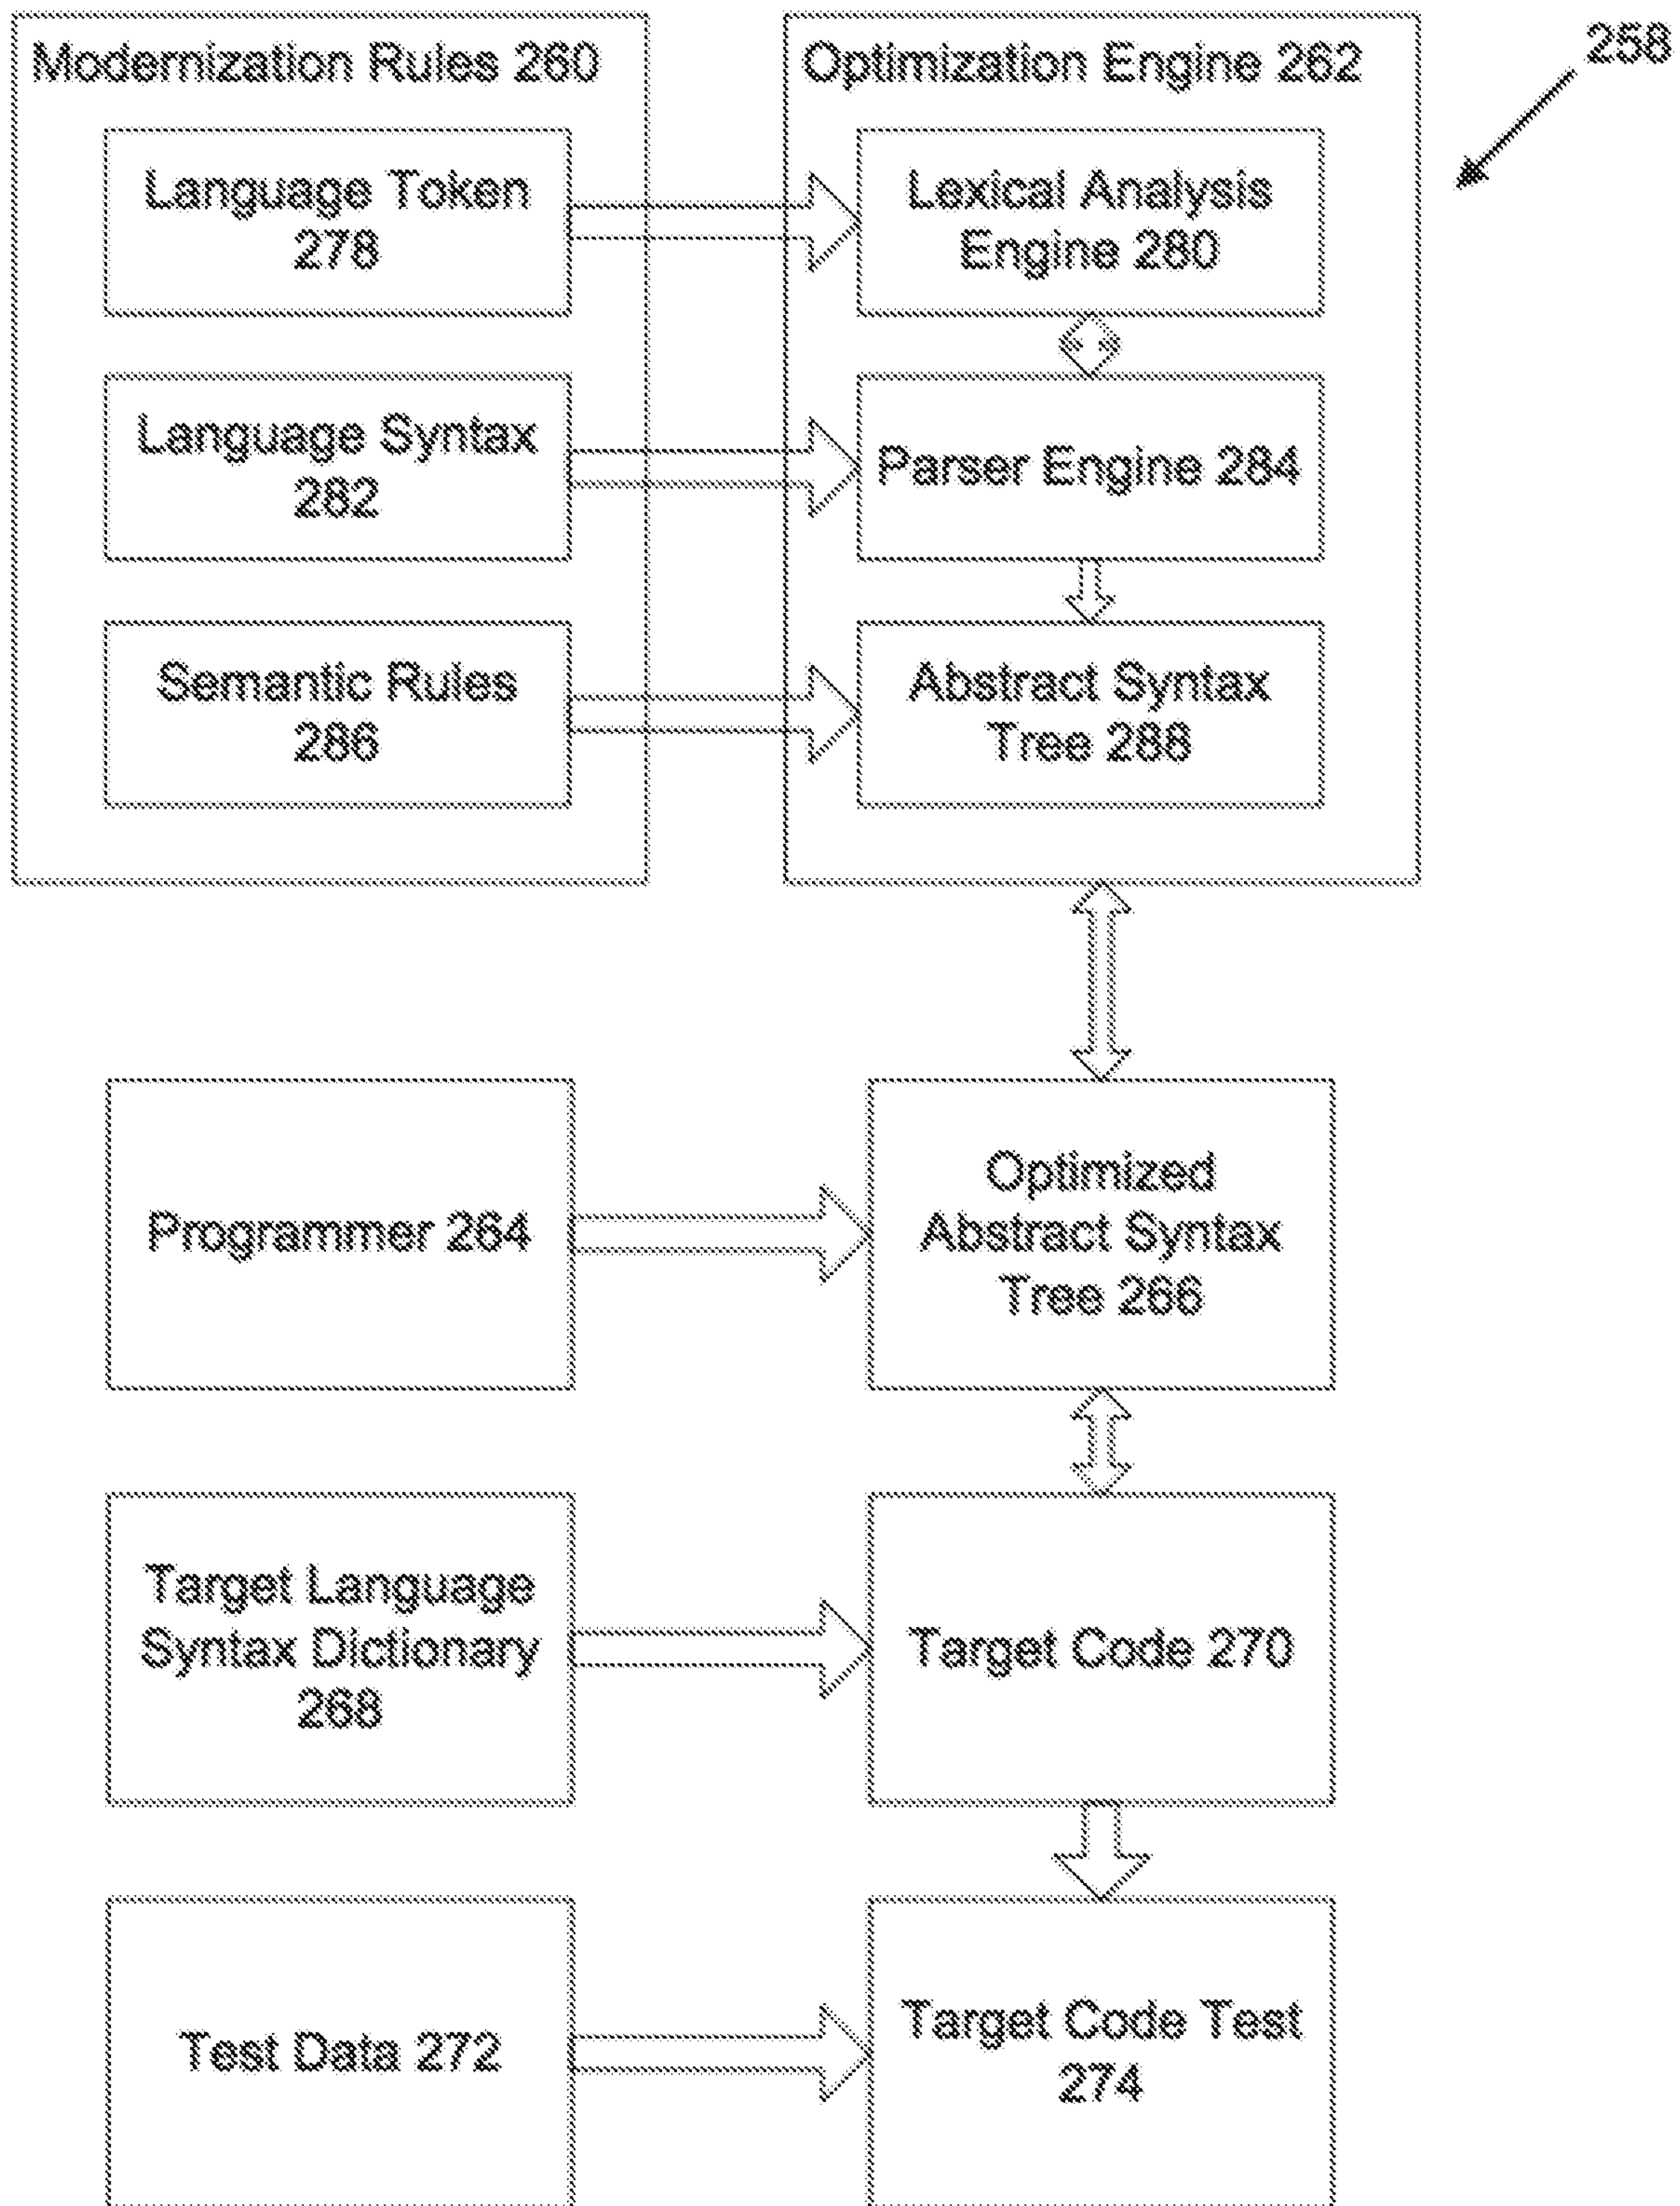 Modernization Rules 260
Optimization Engine 262
258
Language Token
278
Lexical Analysis
Engine 280
Language Syntax
282
Parser Engine 284
Semantic Rules
286
Abstract Syntax
Tree 288
Programmer 264
Optimized
Abstract Syntax
Tree 266
Target Language
Syntax Dictionary
268
Target Code 270
Test Data 272
Target Code Test
274